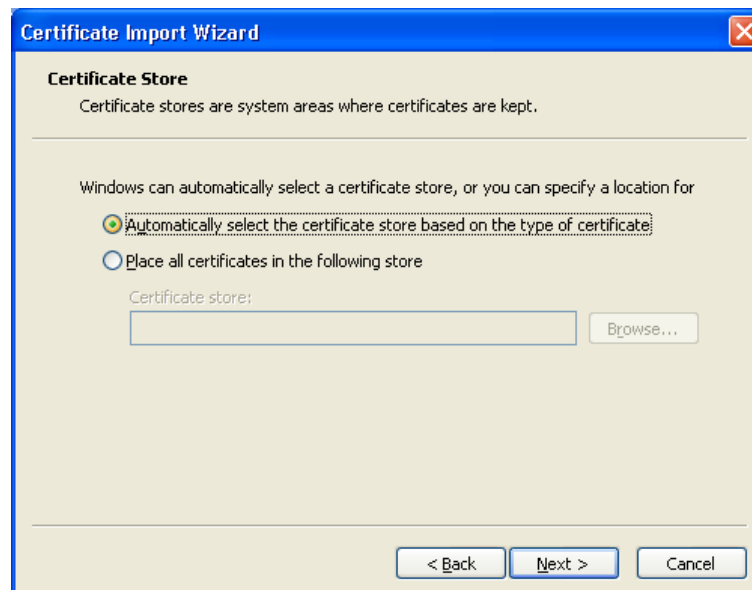 Certificate Import Wizard
Certificate Store
Certificate stores are system areas where certificates are kept.
Windows can automatically select a certificate store, or you can specify a location for
Automatically select the certificate store based on the type of certificate
Place all certificates in the following store
Certificate store:
Browse...
< Back
Next >
Cancel